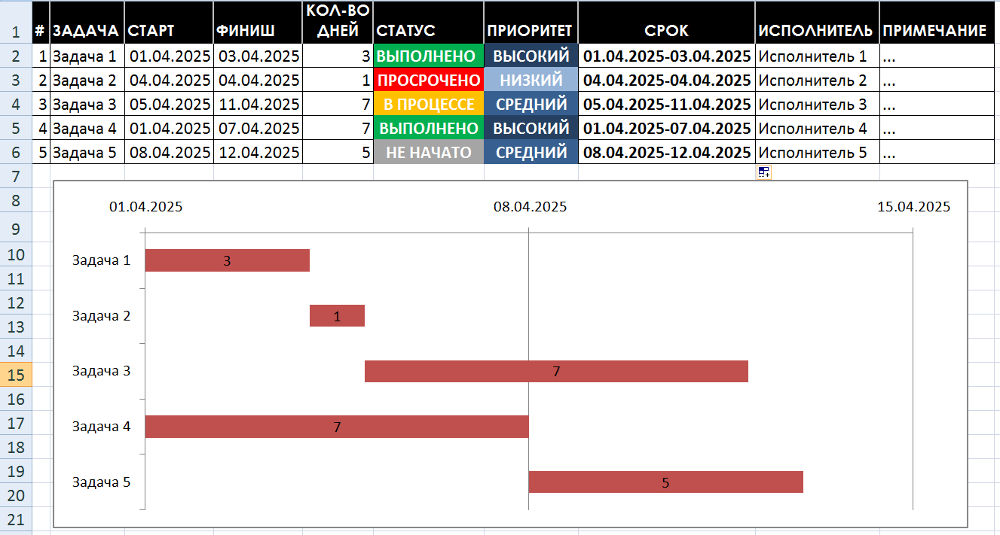 1 # ЗАДАЧА СТАРТ ФИНИШ КОЛ-ВО ДНЕЙ СТАТУС ПРИОРИТЕТ СРОК ИСПОЛНИТЕЛЬ ПРИМЕЧАНИЕ
2 1 Задача 1 01.04.2025 03.04.2025 3 ВЫПОЛНЕНО ВЫСОКИЙ 01.04.2025-03.04.2025 Исполнитель 1 ...
3 2 Задача 2 04.04.2025 04.04.2025 1 ПРОСРОЧЕНО НИЗКИЙ 04.04.2025-04.04.2025 Исполнитель 2 ...
4 3 Задача 3 05.04.2025 11.04.2025 7 В ПРОЦЕССЕ СРЕДНИЙ 05.04.2025-11.04.2025 Исполнитель 3 ...
5 4 Задача 4 01.04.2025 07.04.2025 7 ВЫПОЛНЕНО ВЫСОКИЙ 01.04.2025-07.04.2025 Исполнитель 4 ...
6 5 Задача 5 08.04.2025 12.04.2025 5 НЕ НАЧАТО СРЕДНИЙ 08.04.2025-12.04.2025 Исполнитель 5 ...
7
8 01.04.2025 08.04.2025 15.04.2025
9
10 Задача 1 3
11
12 Задача 2 1
13
14
15 Задача 3 7
16
17 Задача 4 7
18
19 Задача 5 5
20
21